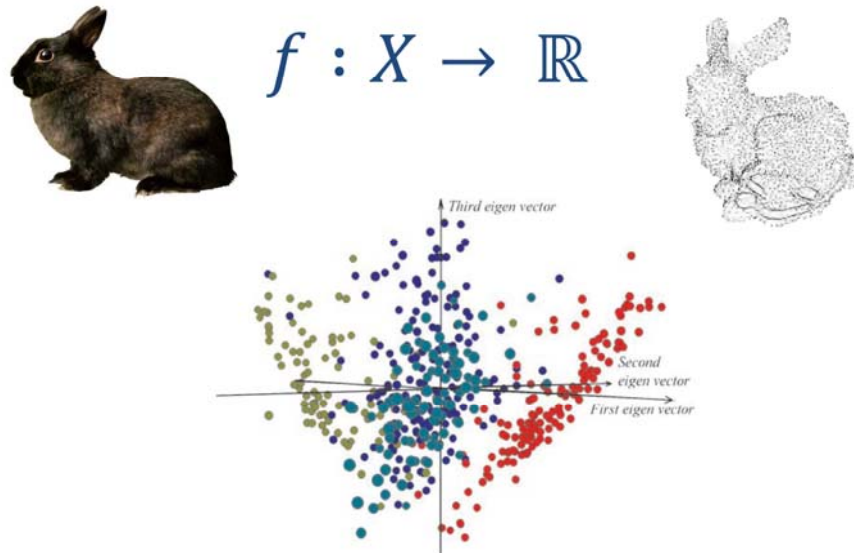 f : X → ℝ
Third eigen vector
Second
eigen vector
First eigen vector